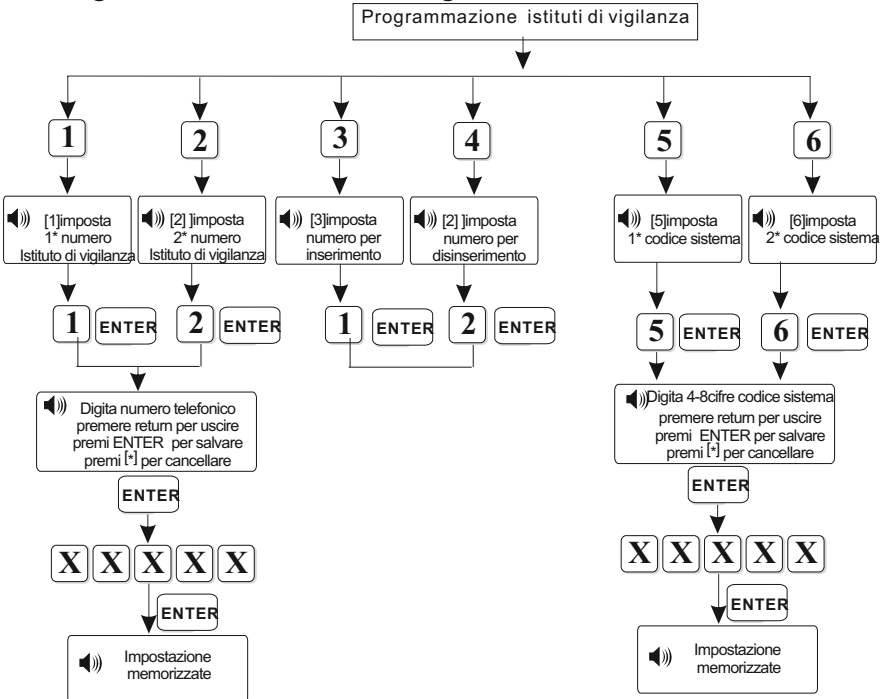 Programmazione istituti di vigilanza
1 2 3 4 5 6
[1]imposta
1* numero
Istituto di vigilanza
[2] ]imposta
2* numero
Istituto di vigilanza
[3]imposta
numero per
inserimento
[2] ]imposta
numero per
disinserimento
[5]imposta
1* codice sistema
[6]imposta
2* codice sistema
1 ENTER 2 ENTER 1 ENTER 2 ENTER 5 ENTER 6 ENTER
Digita numero telefonico
premere return per uscire
premi ENTER per salvare
premi [*] per cancellare
ENTER
X X X X X
ENTER
Impostazione
memorizzate
Digita 4-8cifre codice sistema
premere return per uscire
premi ENTER per salvare
premi [*] per cancellare
ENTER
X X X X X
ENTER
Impostazione
memorizzate